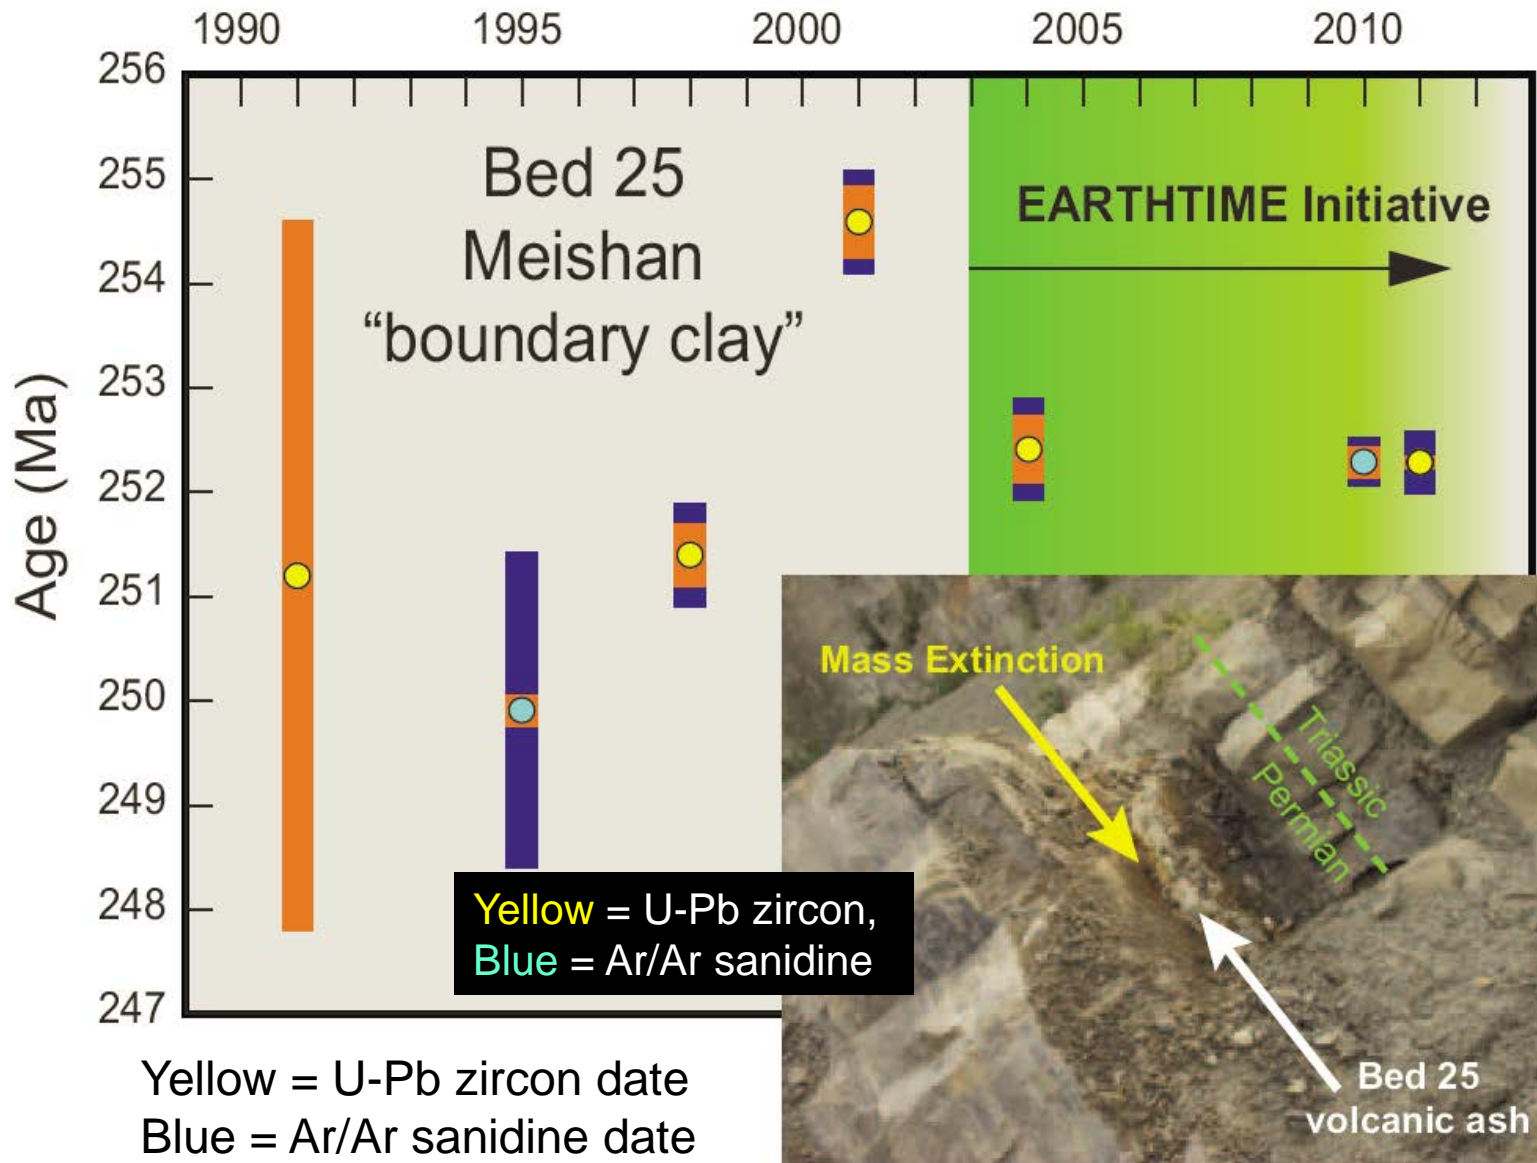 1990 1995 2000 2005 2010
256
255
254
253
252
251
250
249
248
247
Age (Ma)
Bed 25
Meishan
“boundary clay”
EARTHTIME Initiative
Mass Extinction
Triassic
Permian
Bed 25
volcanic ash
Yellow = U-Pb zircon,
Blue = Ar/Ar sanidine
Yellow = U-Pb zircon date
Blue = Ar/Ar sanidine date